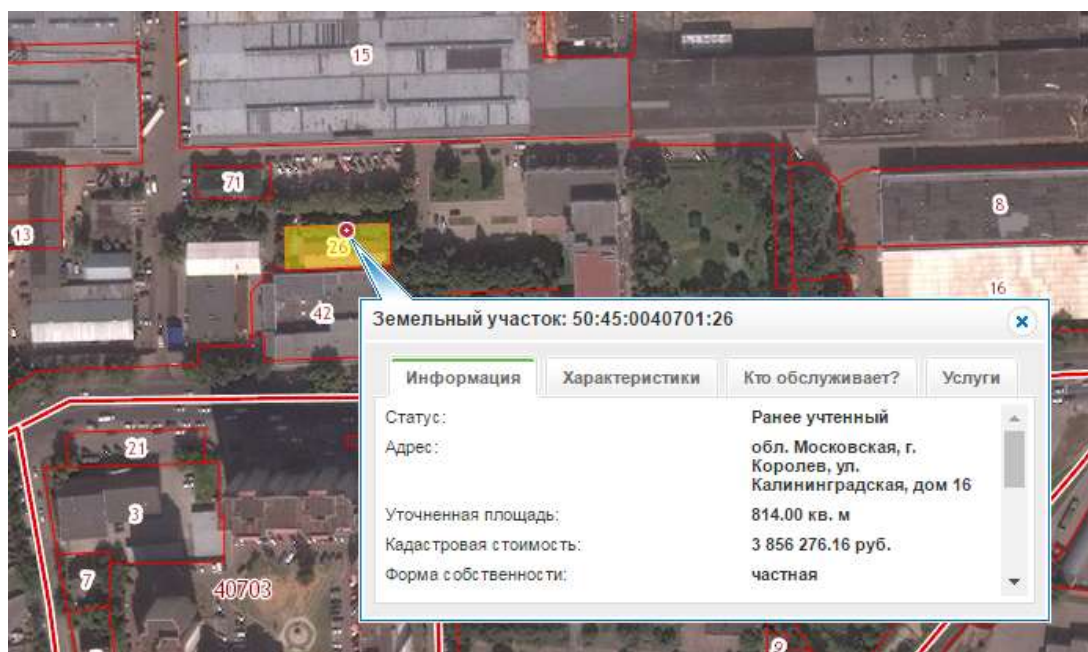 15
71
8
13
26
16
42
Земельный участок: 50:45:0040701:26
Информация Характеристики Кто обслуживает? Услуги
Статус: Ранее учтенный
Адрес: обл. Московская, г.
Королев, ул.
Калининградская, дом 16
Уточненная площадь: 814.00 кв. м
Кадастровая стоимость: 3 856 276.16 руб.
Форма собственности: частная
21
3
7
40703
9